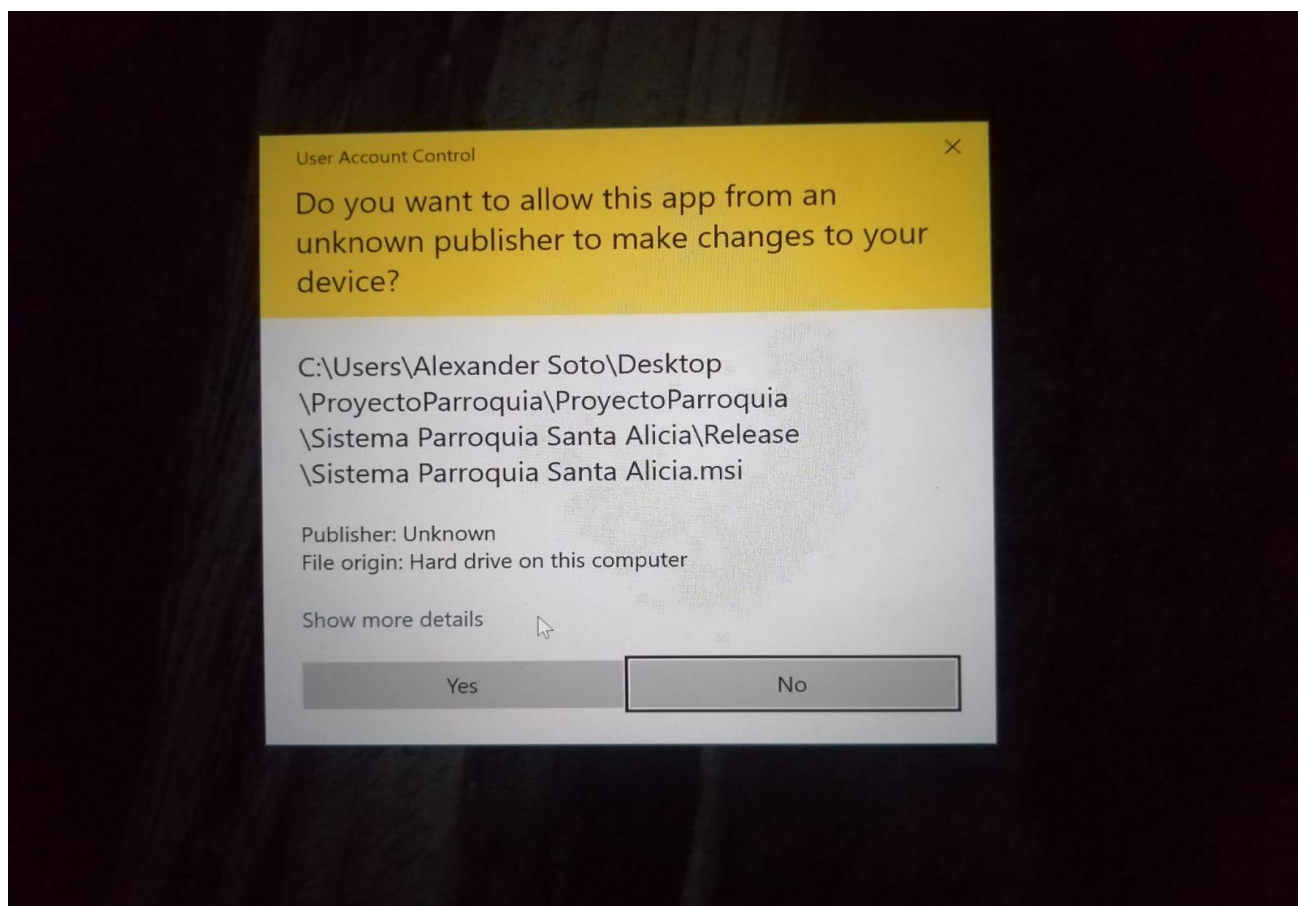 User Account Control
Do you want to allow this app from an
unknown publisher to make changes to your
device?
C:\Users\Alexander Soto\Desktop
\ProyectoParroquia\ProyectoParroquia
\Sistema Parroquia Santa Alicia\Release
\Sistema Parroquia Santa Alicia.msi
Publisher: Unknown
File origin: Hard drive on this computer
Show more details
Yes
No